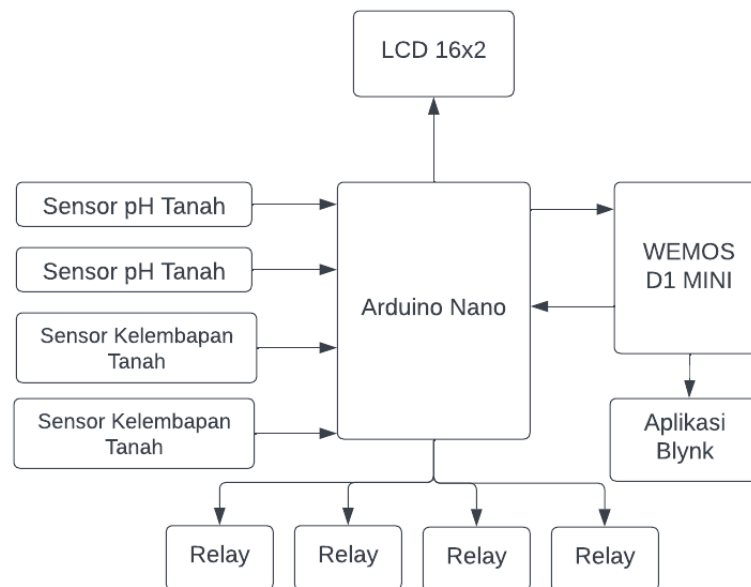 LCD 16x2
Sensor pH Tanah
Sensor pH Tanah
Sensor Kelembapan
Tanah
Sensor Kelembapan
Tanah
Arduino Nano
WEMOS
D1 MINI
Aplikasi
Blynk
Relay
Relay
Relay
Relay